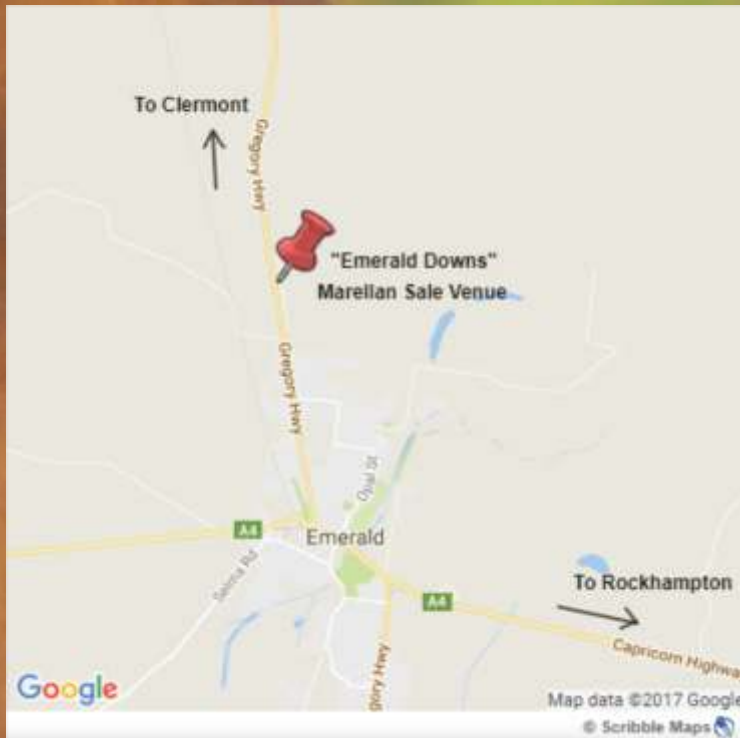 To Clermont
Gregory Hwy
"Emerald Downs"
Marellan Sale Venue
Gregory Hwy
Opal St
A4
Emerald
Selma Rd
To Rockhampton
A4
Capricorn Highwa
gory Hwy
Google
Map data ©2017 Google
© Scribble Maps